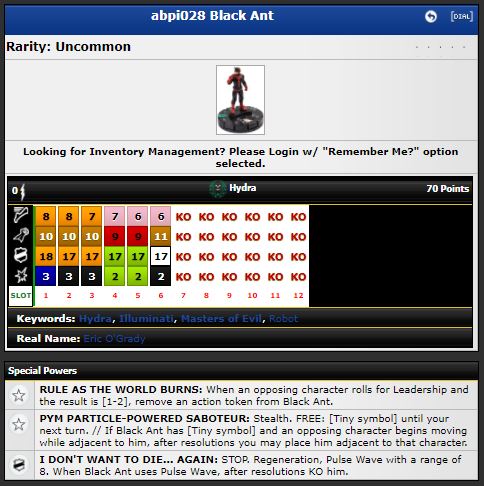 abpi028 Black Ant
[DIAL]
Rarity: Uncommon
Looking for Inventory Management? Please Login w/ "Remember Me?" option
selected.
0 Hydra 70 Points
8 8 7 7 6 6 KO KO KO KO KO KO
10 10 10 9 9 11 KO KO KO KO KO KO
18 17 17 17 17 17 KO KO KO KO KO KO
3 3 3 2 2 2 KO KO KO KO KO KO
SLOT 1 2 3 4 5 6 7 8 9 10 11 12
Keywords: Hydra, Illuminati, Masters of Evil, Robot
Real Name: Eric O'Grady
Special Powers
RULE AS THE WORLD BURNS: When an opposing character rolls for Leadership and
the result is [1-2], remove an action token from Black Ant.
PYM PARTICLE-POWERED SABOTEUR: Stealth. FREE: [Tiny symbol] until your
next turn. // If Black Ant has [Tiny symbol] and an opposing character begins moving
while adjacent to him, after resolutions you may place him adjacent to that character.
I DON'T WANT TO DIE... AGAIN: STOP. Regeneration, Pulse Wave with a range of
8. When Black Ant uses Pulse Wave, after resolutions KO him.